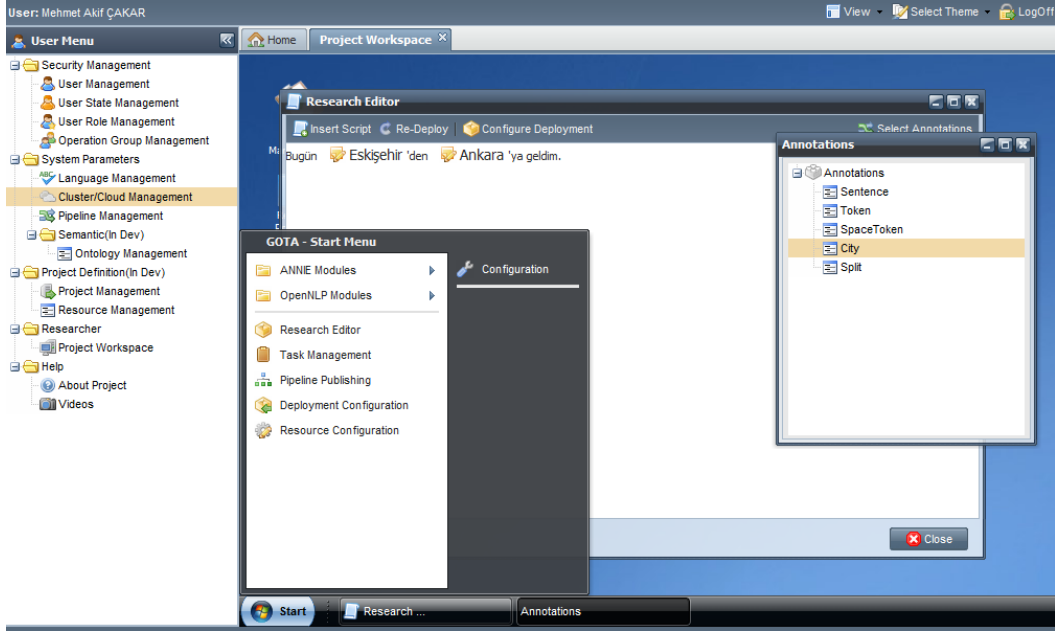 User: Mehmet Akif ÇAKAR
View
Select Theme
LogOff
User Menu
Home
Project Workspace
Security Management
User Management
User State Management
User Role Management
Operation Group Management
System Parameters
Language Management
Cluster/Cloud Management
Pipeline Management
Semantic(In Dev)
Ontology Management
Project Definition(In Dev)
Project Management
Resource Management
Researcher
Project Workspace
Help
About Project
Videos
Research Editor
Insert Script
Re-Deploy
Configure Deployment
Select Annotations
Bugün Eskişehir 'den Ankara 'ya geldim.
Annotations
Annotations
Sentence
Token
SpaceToken
City
Split
GOTA - Start Menu
ANNIE Modules
OpenNLP Modules
Research Editor
Task Management
Pipeline Publishing
Deployment Configuration
Resource Configuration
Configuration
Close
Start
Research ...
Annotations